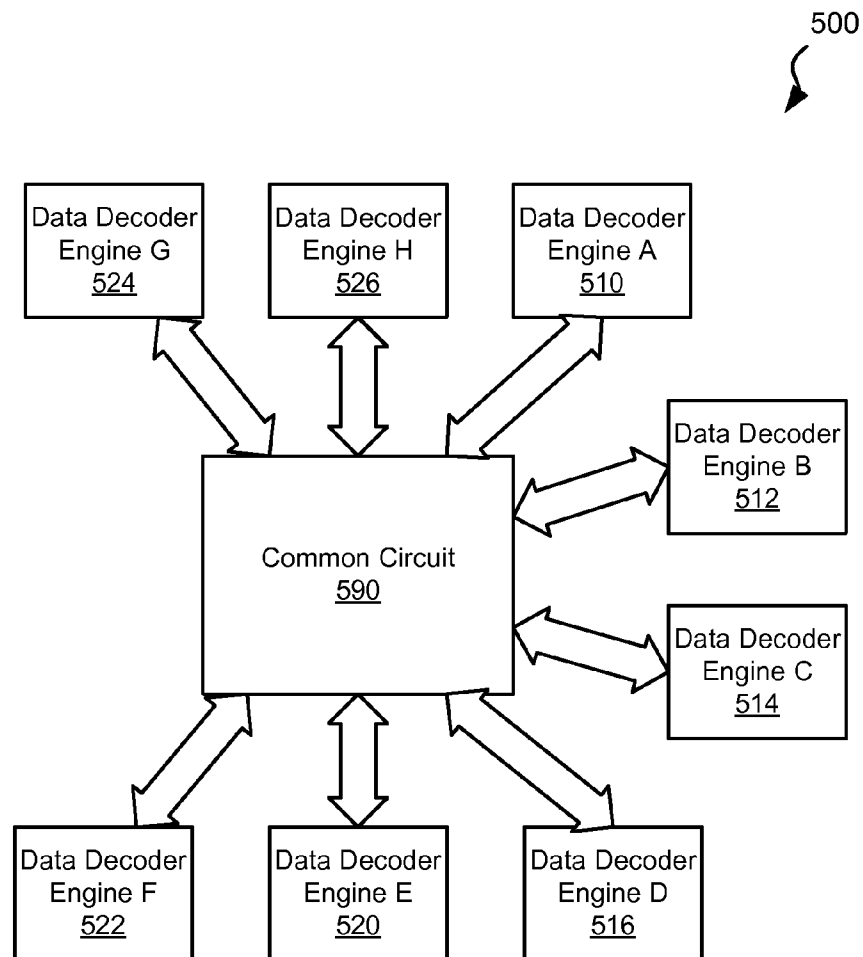 500
Data Decoder
Engine G
524
Data Decoder
Engine H
526
Data Decoder
Engine A
510
Data Decoder
Engine B
512
Common Circuit
590
Data Decoder
Engine C
514
Data Decoder
Engine F
522
Data Decoder
Engine E
520
Data Decoder
Engine D
516